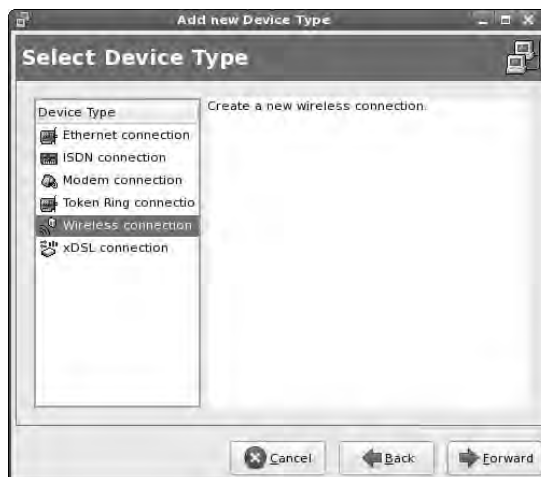 Add new Device Type
Select Device Type
Device Type
Ethernet connection
ISDN connection
Modem connection
Token Ring connectio
Wireless connection
xDSL connection
Create a new wireless connection.
Cancel
Back
Forward